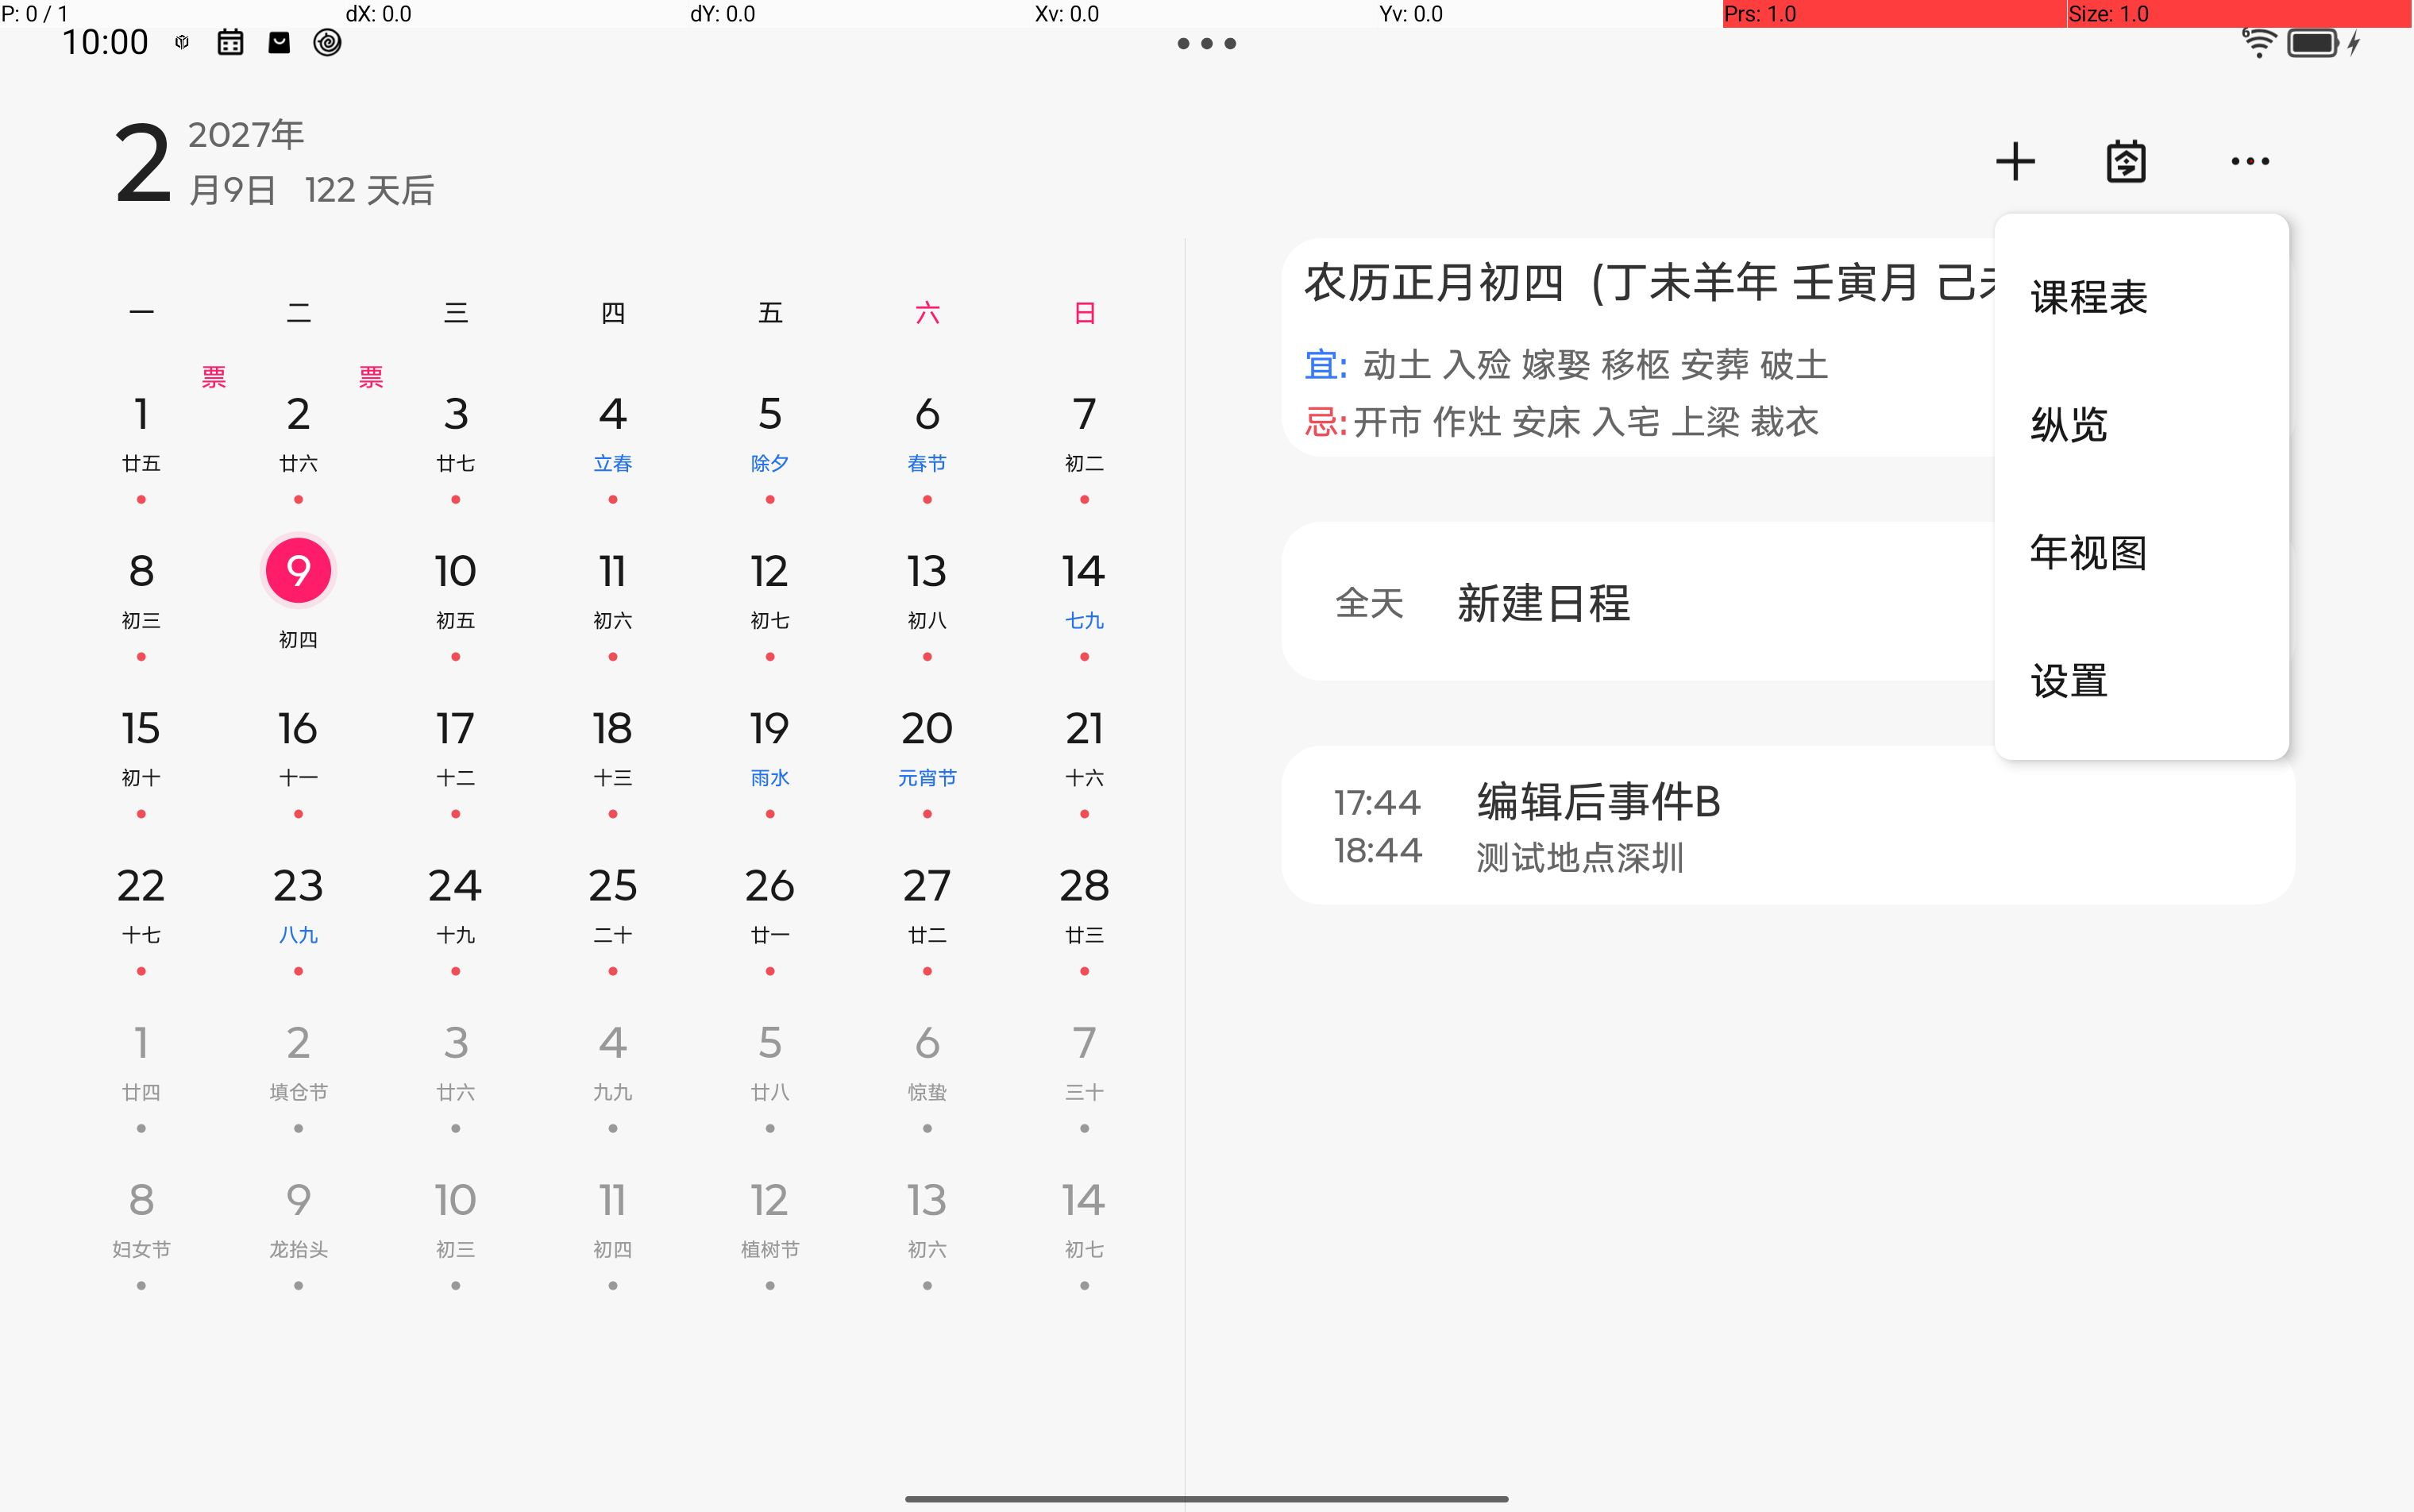 P: 0 / 1 dX: 0.0 dY: 0.0 Xv: 0.0 Yv: 0.0 Prs: 1.0 Size: 1.0
10:00
6
2 2027年
月9日 122 天后
今
一 二 三 四 五 六 日
票 票
1 2 3 4 5 6 7
廿五 廿六 廿七 立春 除夕 春节 初二
8 9 10 11 12 13 14
初三 初四 初五 初六 初七 初八 七九
15 16 17 18 19 20 21
初十 十一 十二 十三 雨水 元宵节 十六
22 23 24 25 26 27 28
十七 八九 十九 二十 廿一 廿二 廿三
1 2 3 4 5 6 7
廿四 填仓节 廿六 九九 廿八 惊蛰 三十
8 9 10 11 12 13 14
妇女节 龙抬头 初三 初四 植树节 初六 初七
农历正月初四 (丁未羊年 壬寅月 己
宜: 动土 入殓 嫁娶 移柩 安葬 破土
忌: 开市 作灶 安床 入宅 上梁 裁衣
全天 新建日程
17:44 编辑后事件B
18:44 测试地点深圳
课程表
纵览
年视图
设置